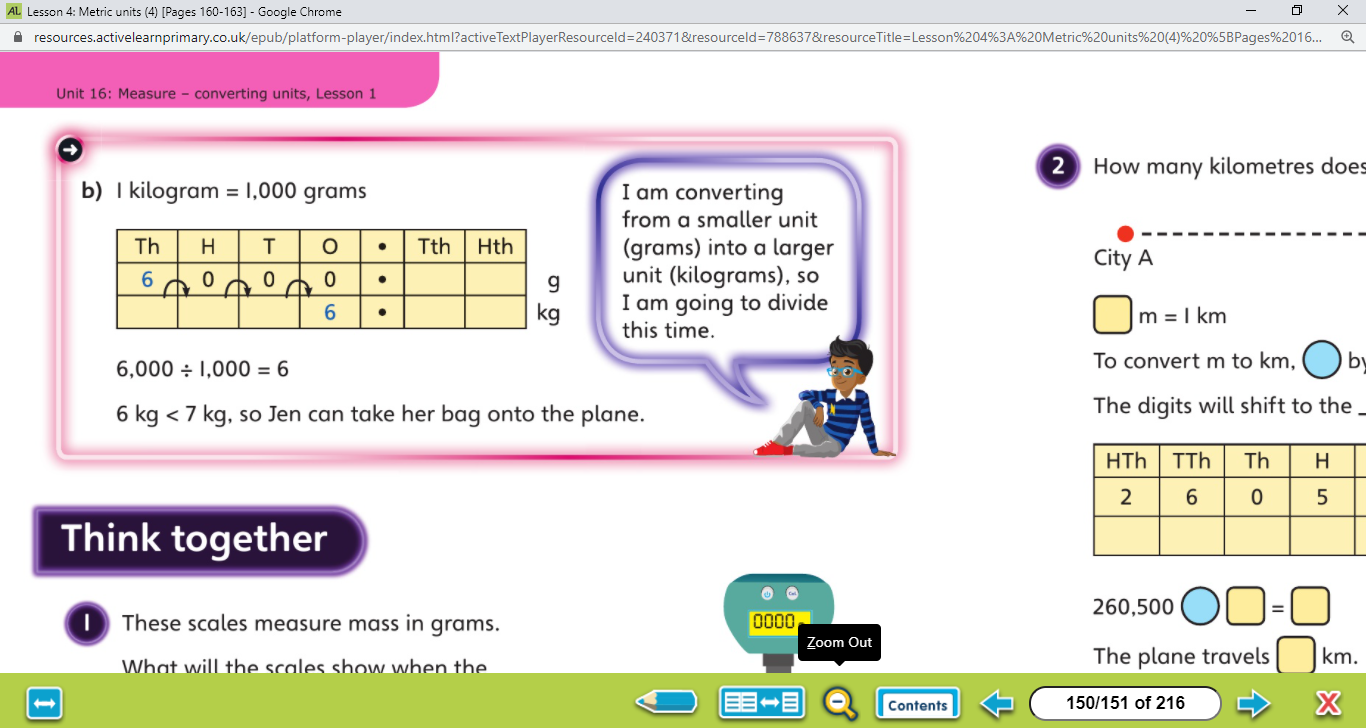 Lesson 4: Metric units (4) [Pages 160-163] - Google Chrome
resources.activelearnprimary.co.uk/epub/platform-player/index.html?activeTextPlayerResourceId=240371&resourceId=788637&resourceTitle=Lesson%204%3A%20Metric%20units%20(4)%20%5BPages%2016...
Unit 16: Measure – converting units, Lesson 1
b) 1 kilogram = 1,000 grams
Th H T O • Tth Hth
6 0 0 0 • g
6 • kg
6,000 ÷ 1,000 = 6
6 kg < 7 kg, so Jen can take her bag onto the plane.
I am converting
from a smaller unit
(grams) into a larger
unit (kilograms), so
I am going to divide
this time.
Think together
1 These scales measure mass in grams.
What will the scales show when the
0000
Zoom Out
2 How many kilometres does
City A
m = 1 km
To convert m to km, by
The digits will shift to the _
HTh TTh Th H
2 6 0 5
260,500 =
The plane travels km.
Contents
150/151 of 216
X